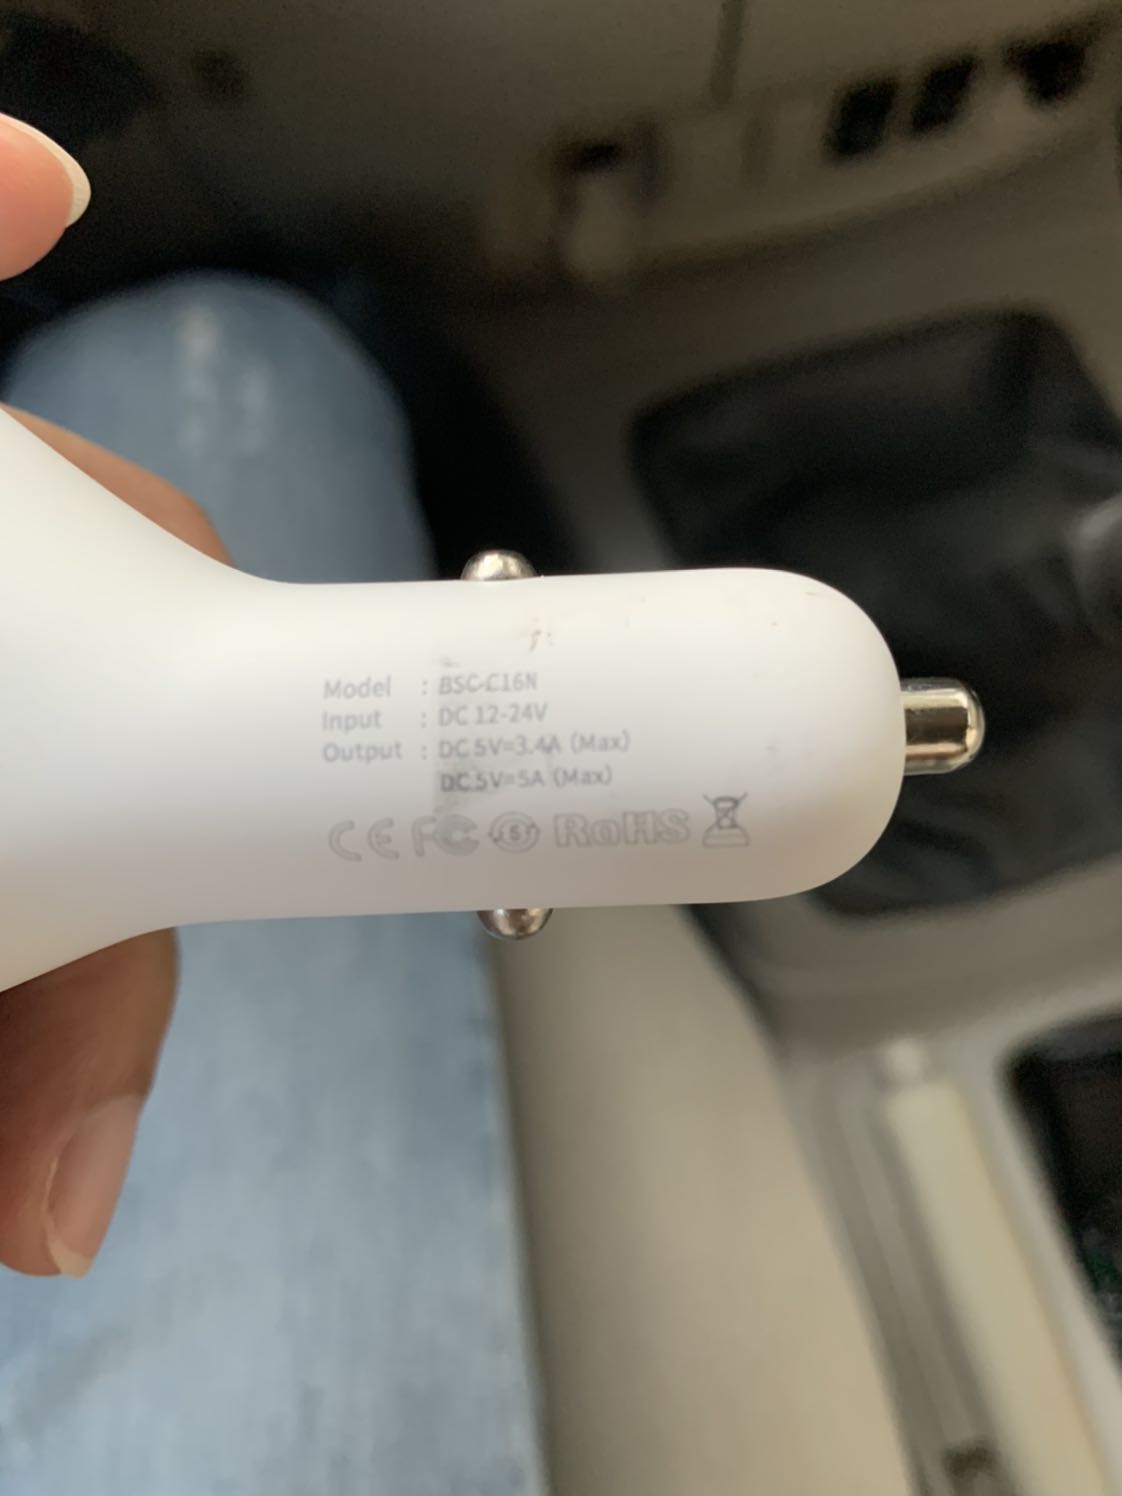 Model : BSC-C16N
Input : DC 12-24V
Output : DC 5V=3.4A (Max)
DC 5V=5A (Max)
CE FC 5 RoHS